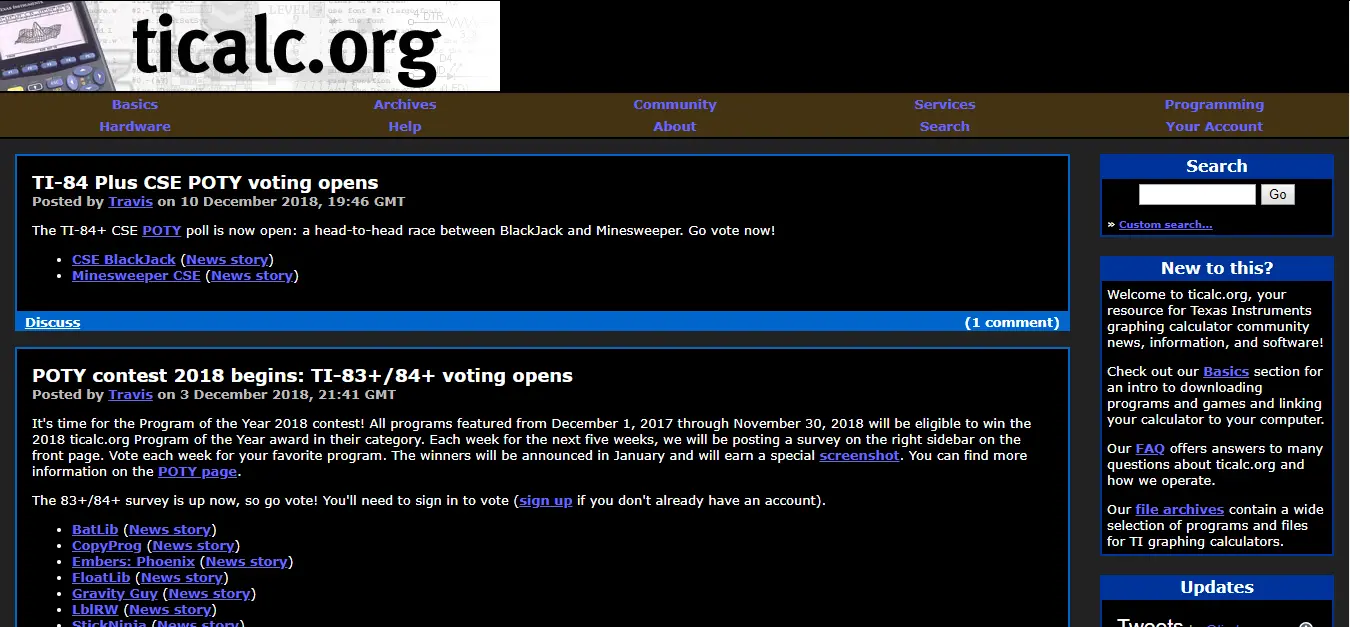 ticalc.org
Basics Archives Community Services Programming
Hardware Help About Search Your Account
TI-84 Plus CSE POTY voting opens
Posted by Travis on 10 December 2018, 19:46 GMT
The TI-84+ CSE POTY poll is now open: a head-to-head race between BlackJack and Minesweeper. Go vote now!
• CSE BlackJack (News story)
• Minesweeper CSE (News story)
Discuss (1 comment)
POTY contest 2018 begins: TI-83+/84+ voting opens
Posted by Travis on 3 December 2018, 21:41 GMT
It's time for the Program of the Year 2018 contest! All programs featured from December 1, 2017 through November 30, 2018 will be eligible to win the
2018 ticalc.org Program of the Year award in their category. Each week for the next five weeks, we will be posting a survey on the right sidebar on the
front page. Vote each week for your favorite program. The winners will be announced in January and will earn a special screenshot. You can find more
information on the POTY page.
The 83+/84+ survey is up now, so go vote! You'll need to sign in to vote (sign up if you don't already have an account).
• BatLib (News story)
• CopyProg (News story)
• Embers: Phoenix (News story)
• FloatLib (News story)
• Gravity Guy (News story)
• LblRW (News story)
• StickNinja (News story)
Search
Go
» Custom search...
New to this?
Welcome to ticalc.org, your
resource for Texas Instruments
graphing calculator community
news, information, and software!
Check out our Basics section for
an intro to downloading
programs and games and linking
your calculator to your computer.
Our FAQ offers answers to many
questions about ticalc.org and
how we operate.
Our file archives contain a wide
selection of programs and files
for TI graphing calculators.
Updates
Tweets